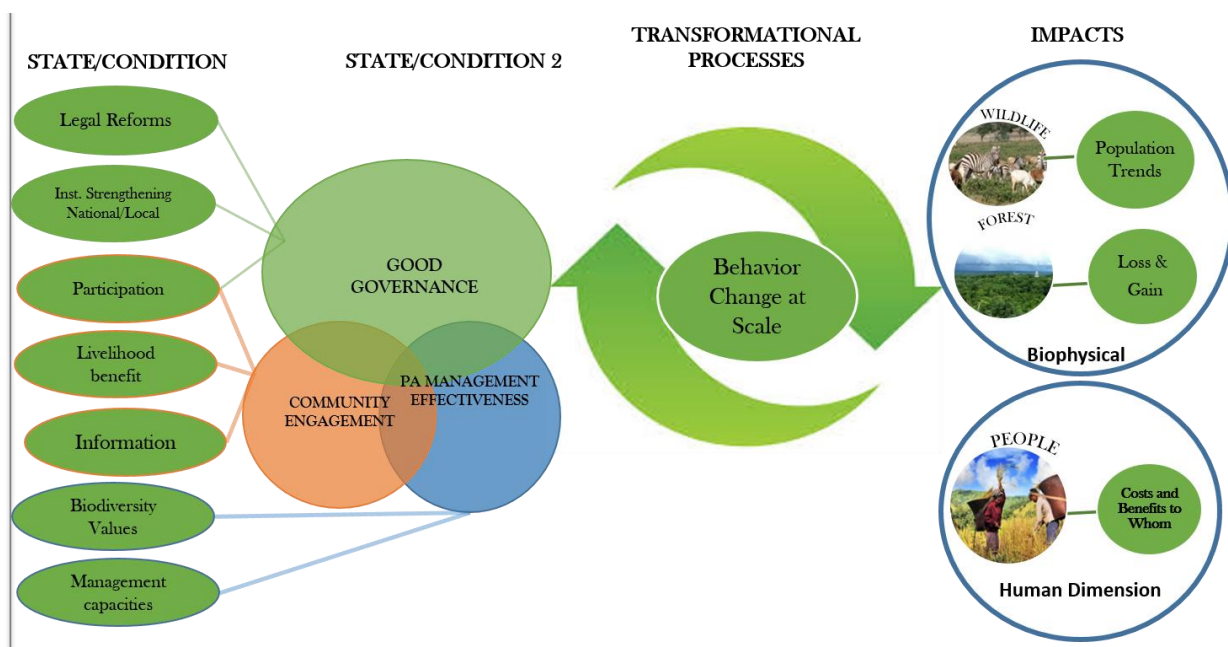 STATE/CONDITION
Legal Reforms
Inst. Strengthening
National/Local
Participation
Livelihood
benefit
Information
Biodiversity
Values
Management
capacities
STATE/CONDITION 2
GOOD
GOVERNANCE
COMMUNITY
ENGAGEMENT
PA MANAGEMENT
EFFECTIVENESS
TRANSFORMATIONAL
PROCESSES
Behavior
Change at
Scale
IMPACTS
WILDLIFE
Population
Trends
FOREST
Loss &
Gain
Biophysical
PEOPLE
Costs and
Benefits to
Whom
Human Dimension